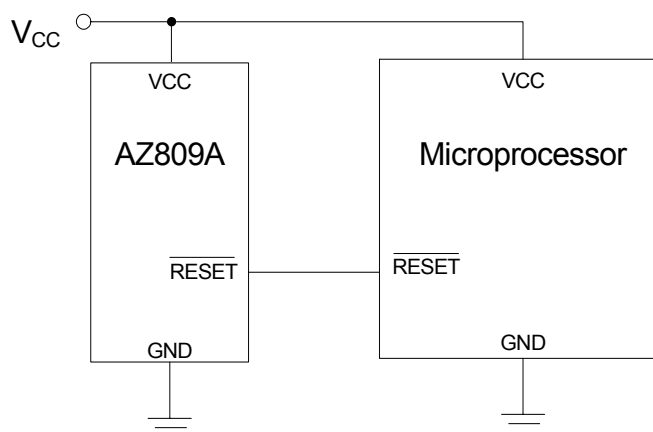 VCC
VCC
VCC
AZ809A
Microprocessor
RESET
RESET
GND
GND